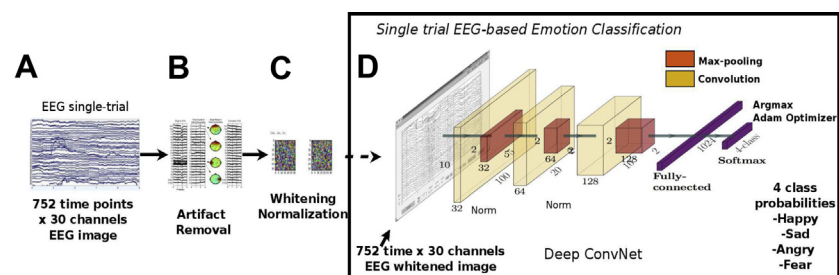 Single trial EEG-based Emotion Classification
A
B
C
D
EEG single-trial
Max-pooling
Convolution
Argmax
Adam Optimizer
10
2
32
5
2
64
2
2
128
2
1024
4-class
32
100
64
20
128
Softmax
Fully-
connected
Norm
Norm
752 time points
x 30 channels
EEG image
Artifact
Removal
Whitening
Normalization
4 class
probabilities
-Happy
-Sad
-Angry
-Fear
752 time x 30 channels
EEG whitened image
Deep ConvNet